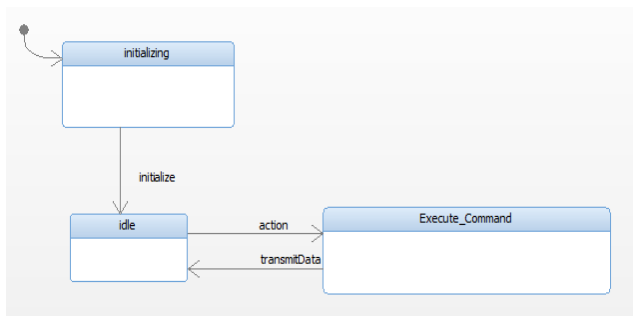 initializing
initialize
idle
action
Execute_Command
transmitData